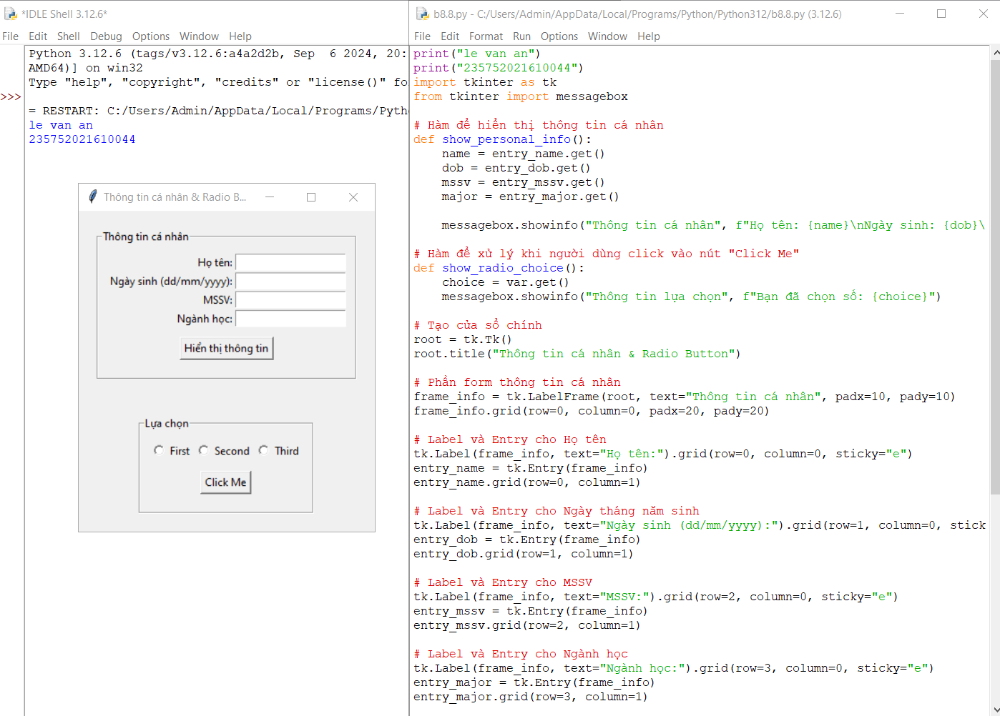 *IDLE Shell 3.12.6*
File Edit Shell Debug Options Window Help
Python 3.12.6 (tags/v3.12.6:a4a2d2b, Sep  6 2024, 20:
AMD64)] on win32
Type "help", "copyright", "credits" or "license()" fo
>>>
= RESTART: C:/Users/Admin/AppData/Local/Programs/Pyth
le van an
235752021610044
Thông tin cá nhân & Radio B...
Thông tin cá nhân
Họ tên:
Ngày sinh (dd/mm/yyyy):
MSSV:
Ngành học:
Hiển thị thông tin
Lựa chọn
First Second Third
Click Me
b8.8.py - C:/Users/Admin/AppData/Local/Programs/Python/Python312/b8.8.py (3.12.6)
File Edit Format Run Options Window Help
print("le van an")
print("235752021610044")
import tkinter as tk
from tkinter import messagebox
# Hàm để hiển thị thông tin cá nhân
def show_personal_info():
    name = entry_name.get()
    dob = entry_dob.get()
    mssv = entry_mssv.get()
    major = entry_major.get()
    messagebox.showinfo("Thông tin cá nhân", f"Họ tên: {name}\nNgày sinh: {dob}\
# Hàm để xử lý khi người dùng click vào nút "Click Me"
def show_radio_choice():
    choice = var.get()
    messagebox.showinfo("Thông tin lựa chọn", f"Bạn đã chọn số: {choice}")
# Tạo cửa sổ chính
root = tk.Tk()
root.title("Thông tin cá nhân & Radio Button")
# Phần form thông tin cá nhân
frame_info = tk.LabelFrame(root, text="Thông tin cá nhân", padx=10, pady=10)
frame_info.grid(row=0, column=0, padx=20, pady=20)
# Label và Entry cho Họ tên
tk.Label(frame_info, text="Họ tên:").grid(row=0, column=0, sticky="e")
entry_name = tk.Entry(frame_info)
entry_name.grid(row=0, column=1)
# Label và Entry cho Ngày tháng năm sinh
tk.Label(frame_info, text="Ngày sinh (dd/mm/yyyy):").grid(row=1, column=0, stick
entry_dob = tk.Entry(frame_info)
entry_dob.grid(row=1, column=1)
# Label và Entry cho MSSV
tk.Label(frame_info, text="MSSV:").grid(row=2, column=0, sticky="e")
entry_mssv = tk.Entry(frame_info)
entry_mssv.grid(row=2, column=1)
# Label và Entry cho Ngành học
tk.Label(frame_info, text="Ngành học:").grid(row=3, column=0, sticky="e")
entry_major = tk.Entry(frame_info)
entry_major.grid(row=3, column=1)